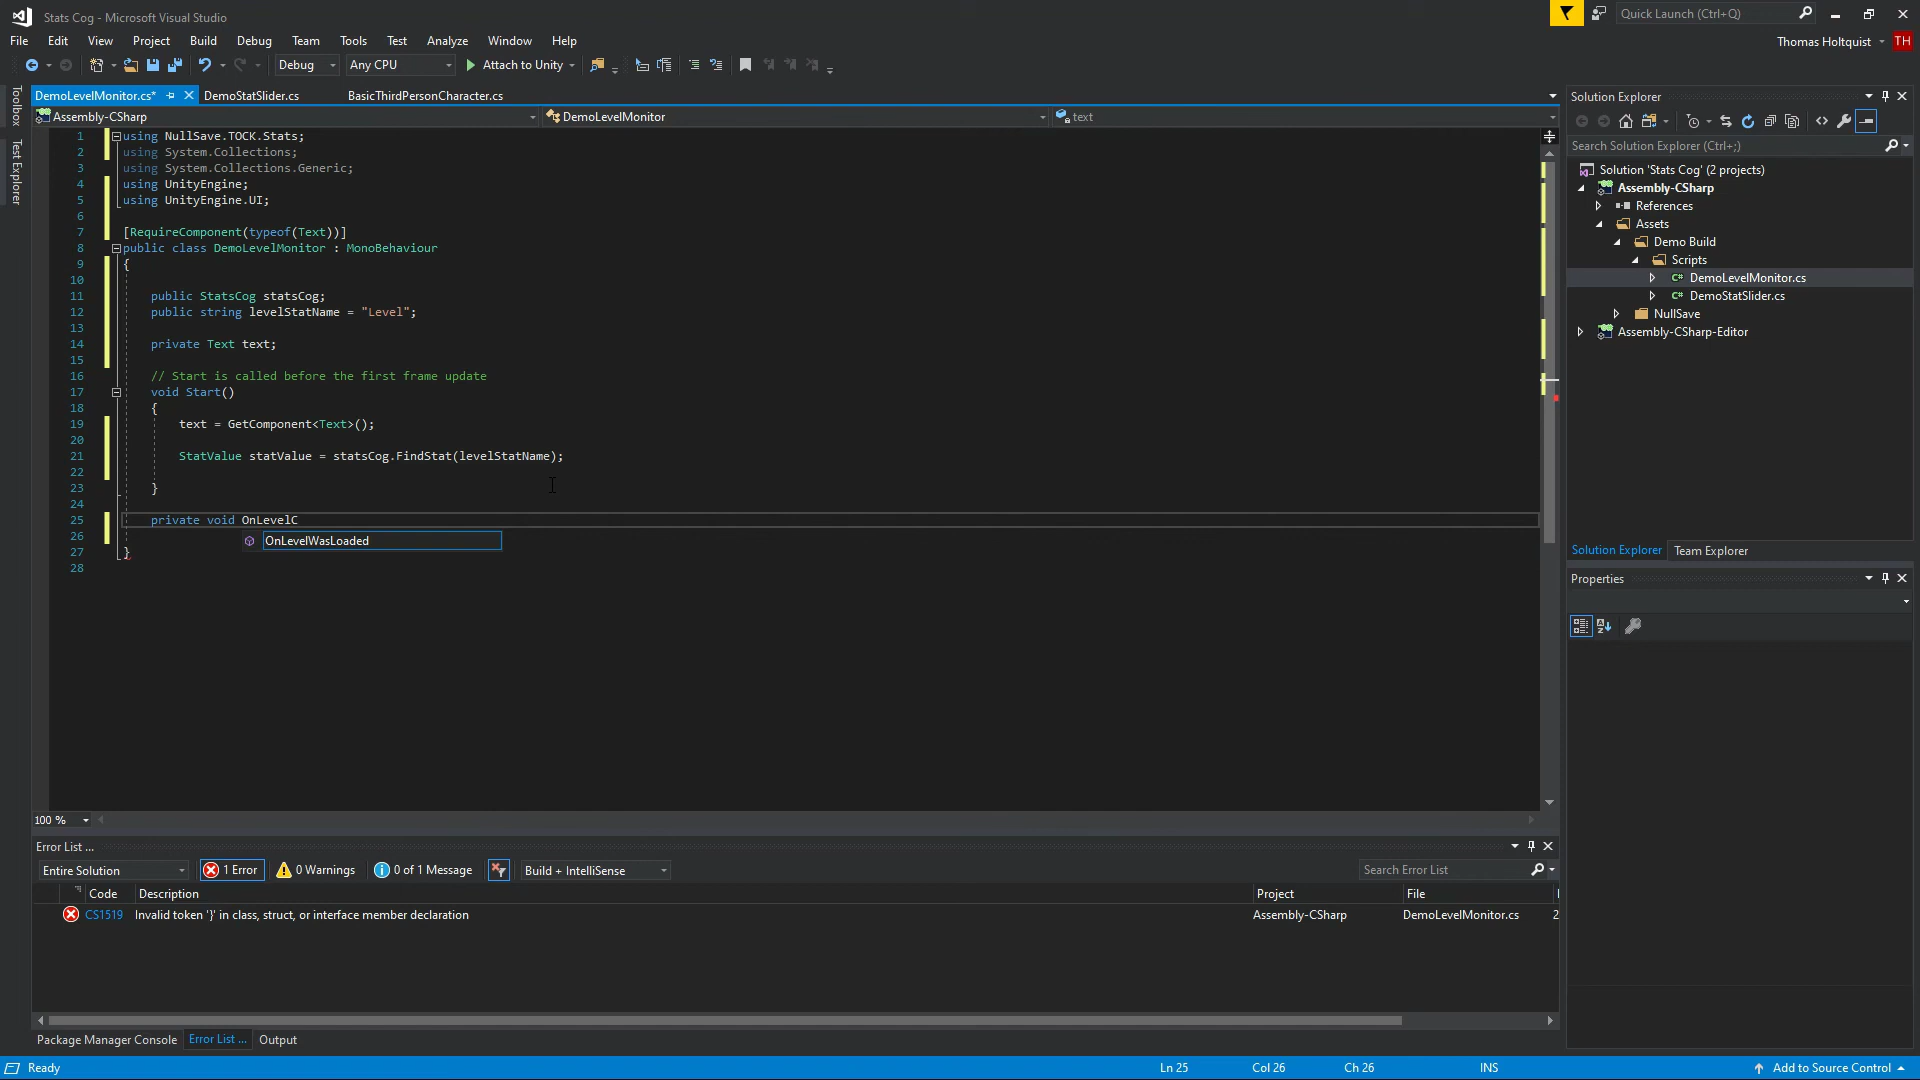 Stats Cog - Microsoft Visual Studio
Quick Launch (Ctrl+Q)
File Edit View Project Build Debug Team Tools Test Analyze Window Help
Thomas Holtquist TH
Debug Any CPU Attach to Unity
Toolbox
Test Explorer
DemoLevelMonitor.cs* DemoStatSlider.cs BasicThirdPersonCharacter.cs
Assembly-CSharp DemoLevelMonitor text
1 using NullSave.TOCK.Stats;
2 using System.Collections;
3 using System.Collections.Generic;
4 using UnityEngine;
5 using UnityEngine.UI;
6
7 [RequireComponent(typeof(Text))]
8 public class DemoLevelMonitor : MonoBehaviour
9 {
10
11 public StatsCog statsCog;
12 public string levelStatName = "Level";
13
14 private Text text;
15
16 // Start is called before the first frame update
17 void Start()
18 {
19 text = GetComponent<Text>();
20
21 StatValue statValue = statsCog.FindStat(levelStatName);
22
23 }
24
25 private void OnLevelC
26
OnLevelWasLoaded
27 }
28
100 %
Solution Explorer
Search Solution Explorer (Ctrl+;)
Solution 'Stats Cog' (2 projects)
Assembly-CSharp
References
Assets
Demo Build
Scripts
DemoLevelMonitor.cs
DemoStatSlider.cs
NullSave
Assembly-CSharp-Editor
Solution Explorer Team Explorer
Properties
Error List ...
Entire Solution 1 Error 0 Warnings 0 of 1 Message Build + IntelliSense Search Error List
Code Description Project File
CS1519 Invalid token '}' in class, struct, or interface member declaration Assembly-CSharp DemoLevelMonitor.cs 2
Package Manager Console Error List ... Output
Ready Ln 25 Col 26 Ch 26 INS Add to Source Control